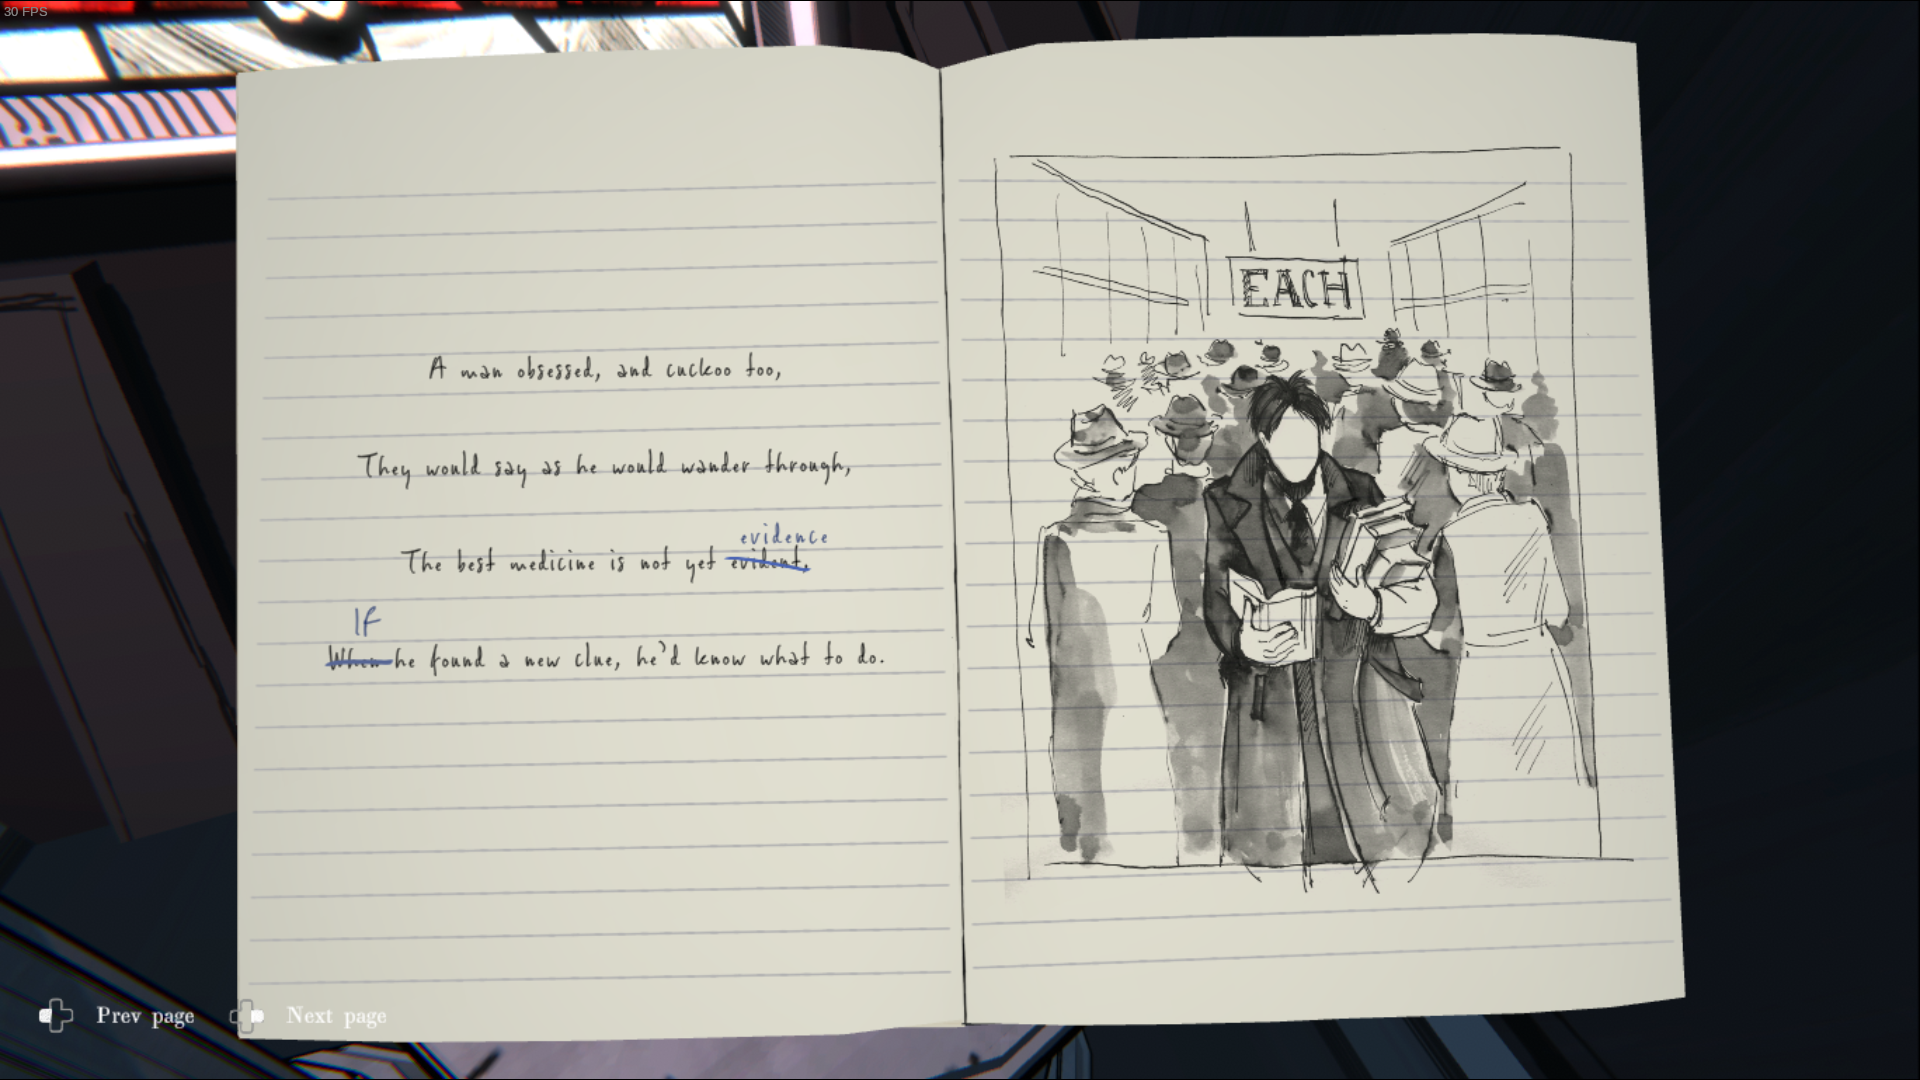 30 FPS
A man obsessed, and cuckoo too,
They would say as he would wander through,
evidence
The best medicine is not yet evident.
If
When he found a new clue, he'd know what to do.
EACH
Prev page
Next page